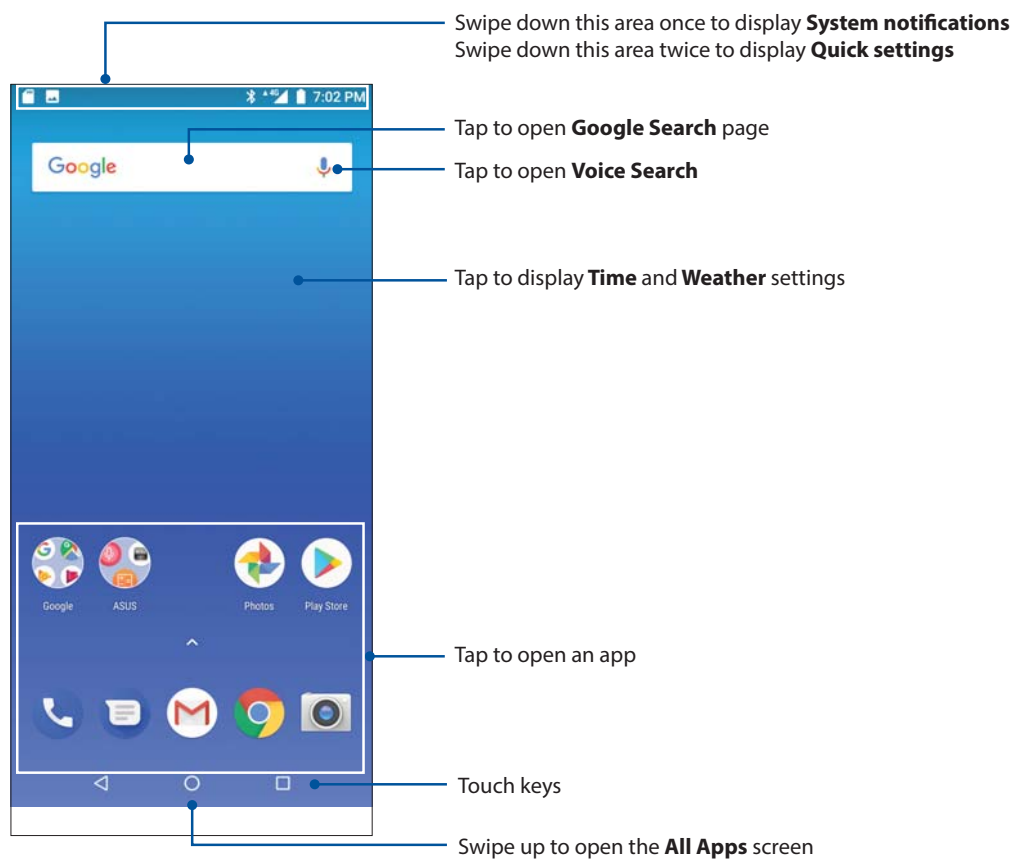 Swipe down this area once to display System notifications
Swipe down this area twice to display Quick settings
4G 7:02 PM
Tap to open Google Search page
Google
Tap to open Voice Search
Tap to display Time and Weather settings
Google ASUS Photos Play Store
Tap to open an app
Touch keys
Swipe up to open the All Apps screen